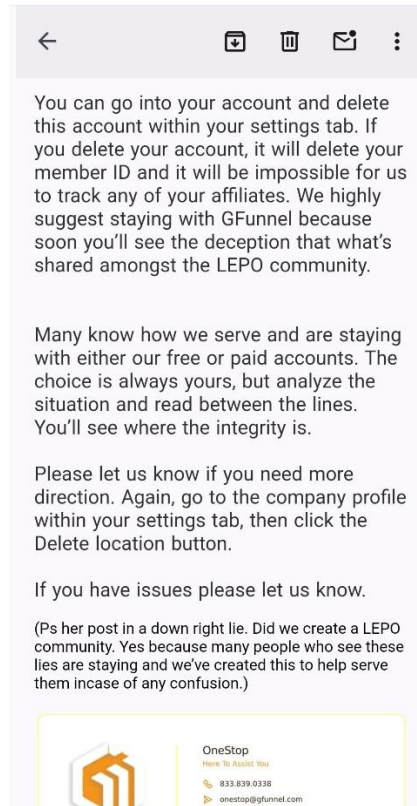 You can go into your account and delete
this account within your settings tab. If
you delete your account, it will delete your
member ID and it will be impossible for us
to track any of your affiliates. We highly
suggest staying with GFunnel because
soon you'll see the deception that what's
shared amongst the LEPO community.
Many know how we serve and are staying
with either our free or paid accounts. The
choice is always yours, but analyze the
situation and read between the lines.
You'll see where the integrity is.
Please let us know if you need more
direction. Again, go to the company profile
within your settings tab, then click the
Delete location button.
If you have issues please let us know.
(Ps her post in a down right lie. Did we create a LEPO
community. Yes because many people who see these
lies are staying and we've created this to help serve
them incase of any confusion.)
OneStop
Here To Assist You
833.839.0338
onestop@gfunnel.com